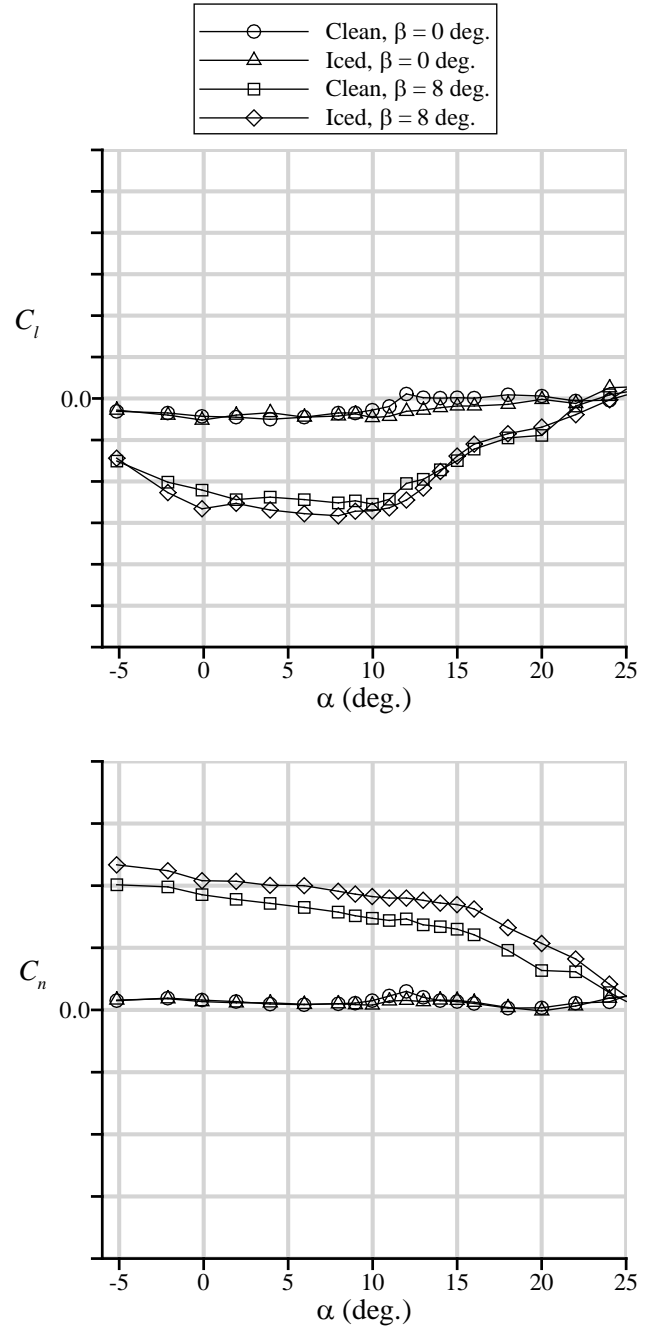 Clean, β = 0 deg.
Iced, β = 0 deg.
Clean, β = 8 deg.
Iced, β = 8 deg.
C_l
0.0
-5 0 5 10 15 20 25
α (deg.)
C_n
0.0
-5 0 5 10 15 20 25
α (deg.)